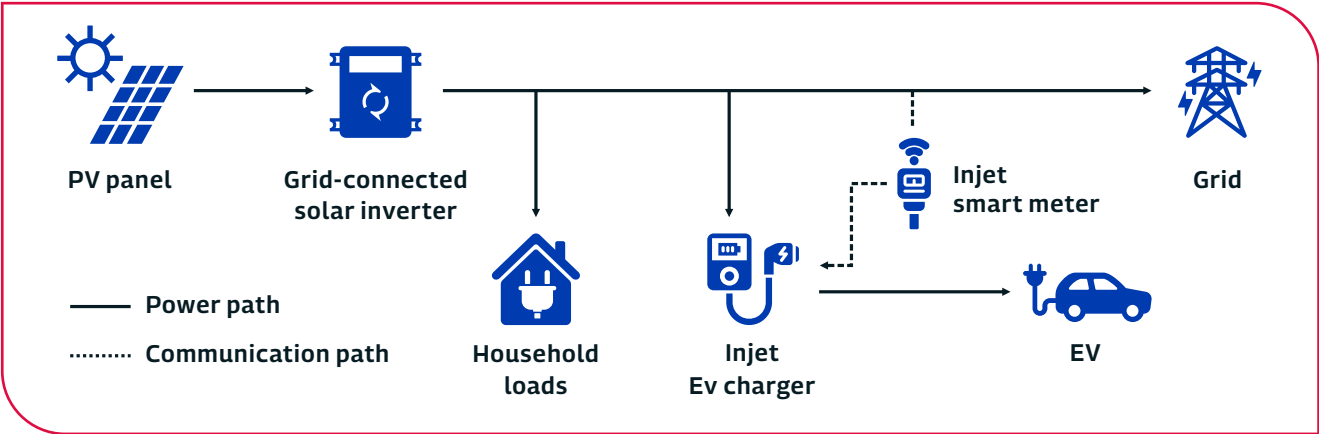 PV panel
Grid-connected
solar inverter
Injet
smart meter
Grid
Power path
Communication path
Household
loads
Injet
Ev charger
EV